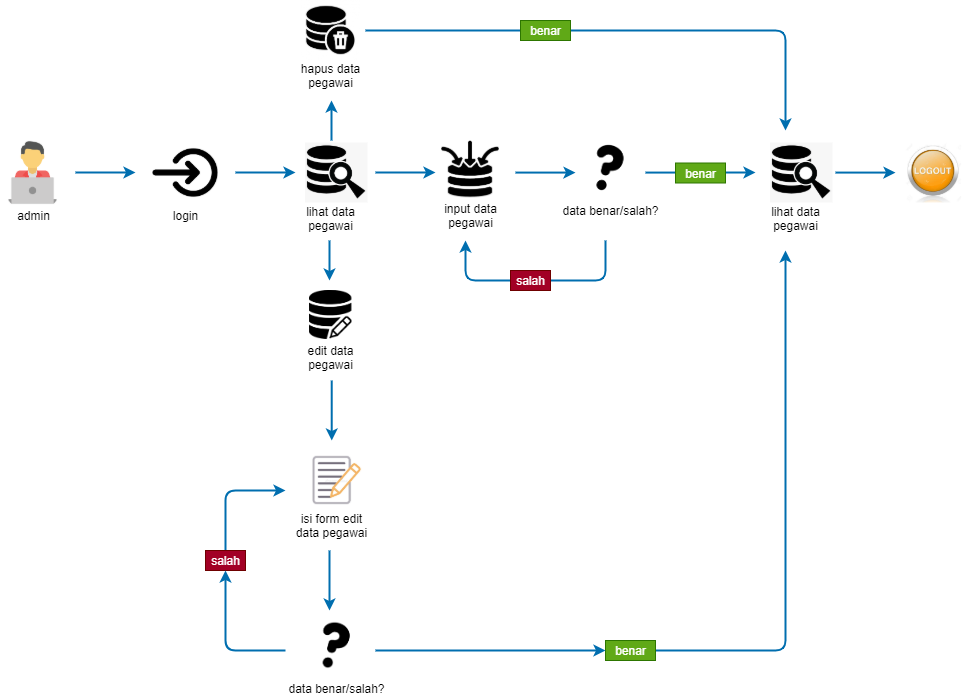 benar
hapus data
pegawai
admin
login
lihat data
pegawai
input data
pegawai
data benar/salah?
benar
lihat data
pegawai
LOGOUT
salah
edit data
pegawai
isi form edit
data pegawai
salah
benar
data benar/salah?